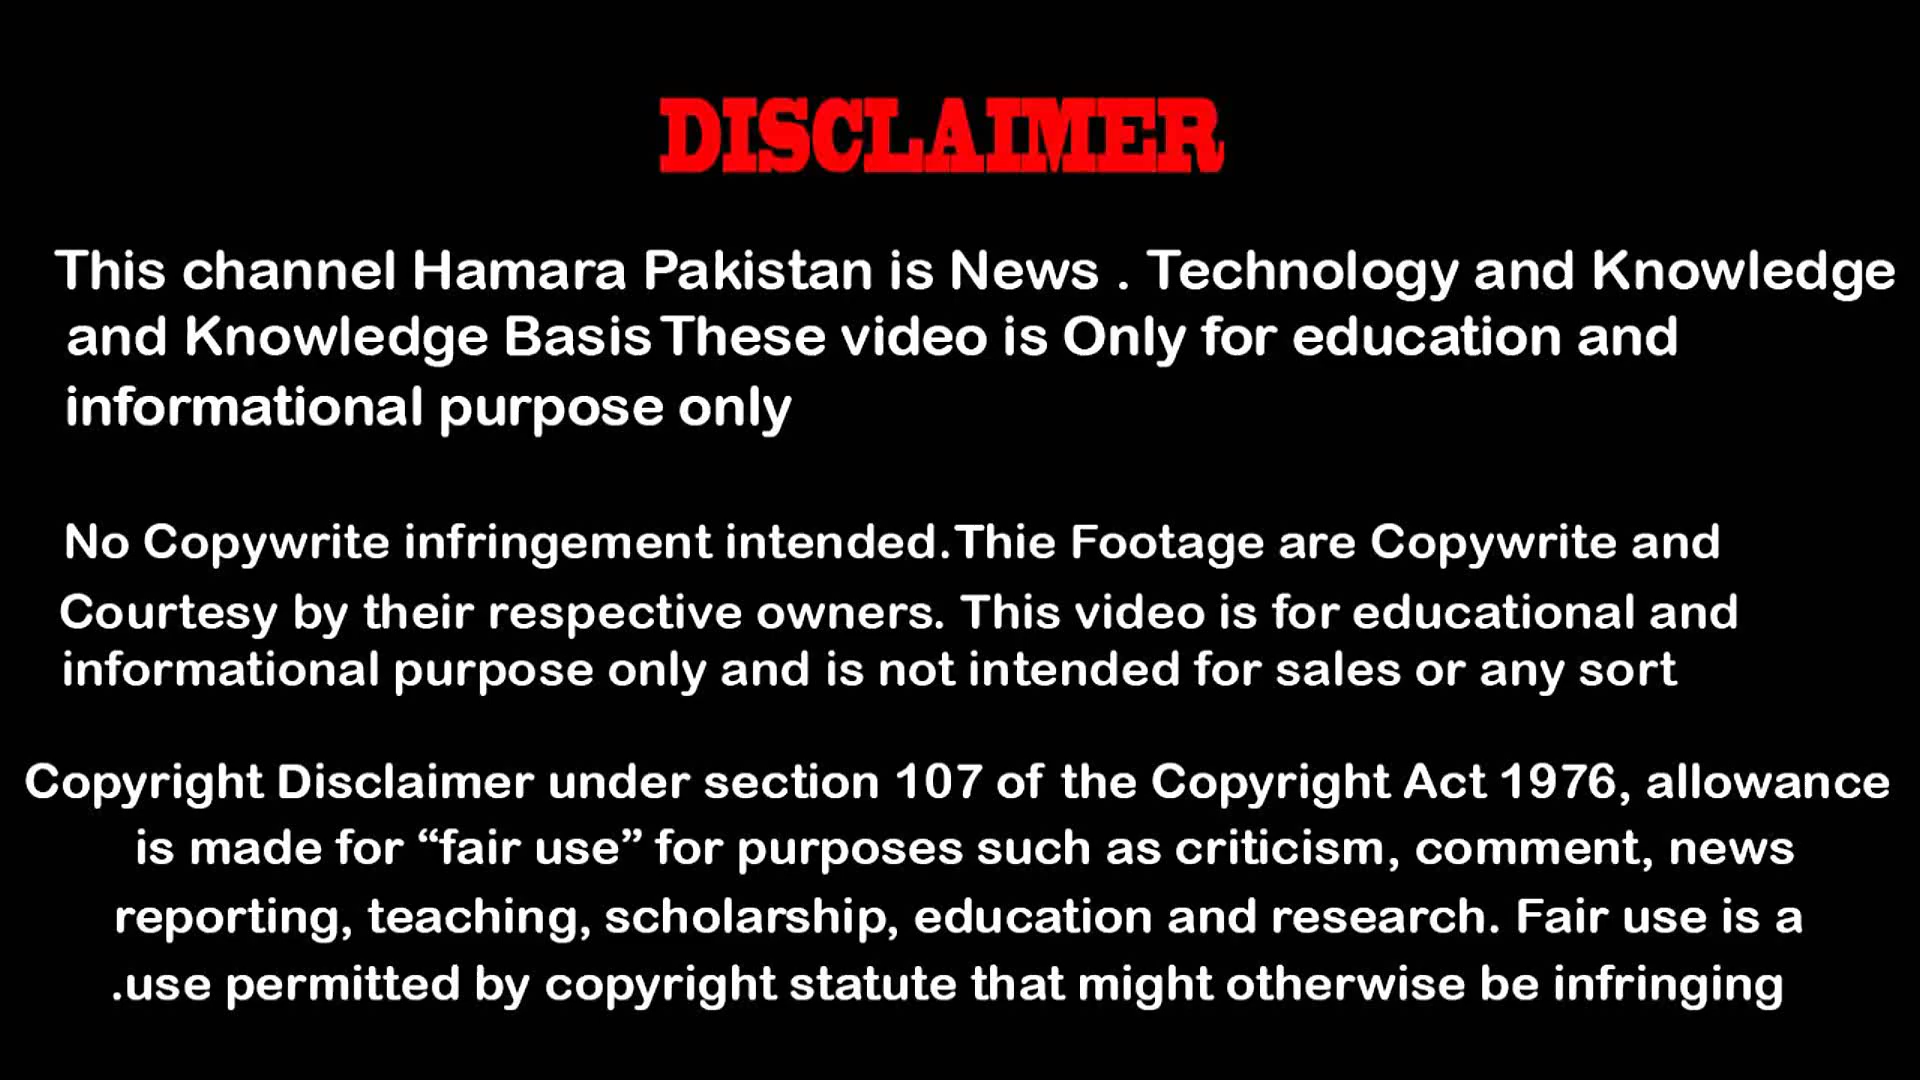 DISCLAIMER
This channel Hamara Pakistan is News . Technology and Knowledge
and Knowledge Basis These video is Only for education and
informational purpose only
No Copywrite infringement intended.Thie Footage are Copywrite and
Courtesy by their respective owners. This video is for educational and
informational purpose only and is not intended for sales or any sort
Copyright Disclaimer under section 107 of the Copyright Act 1976, allowance
is made for “fair use” for purposes such as criticism, comment, news
reporting, teaching, scholarship, education and research. Fair use is a
.use permitted by copyright statute that might otherwise be infringing